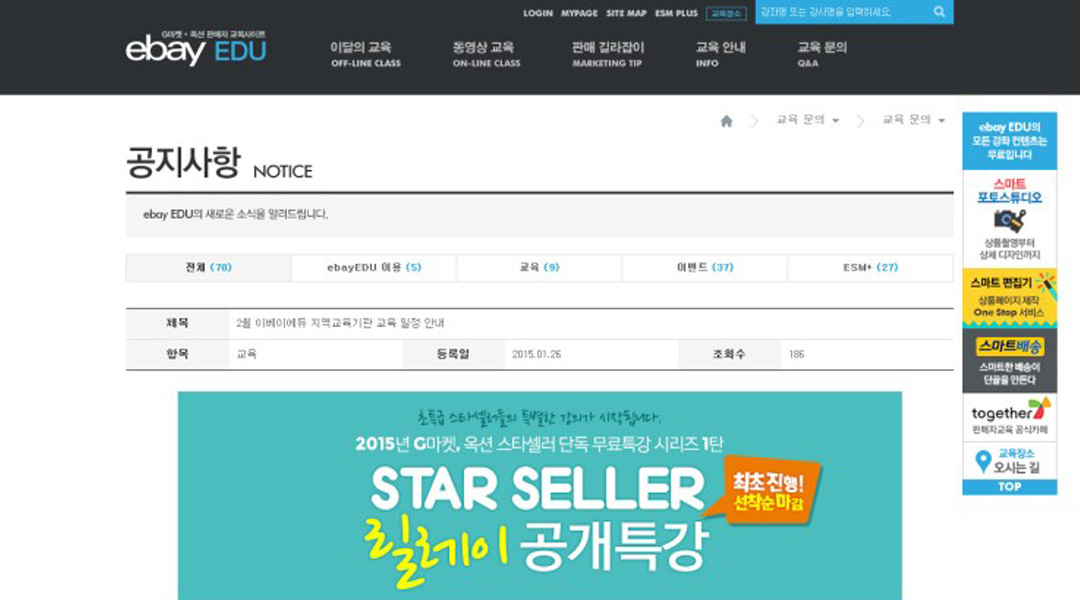 LOGIN MYPAGE SITE MAP ESM PLUS 교육장소 강좌명 또는 강사명을 입력하세요.
G마켓·옥션 판매자 교육사이트
ebay EDU
이달의 교육 동영상 교육 판매 길라잡이 교육 안내 교육 문의
OFF-LINE CLASS ON-LINE CLASS MARKETING TIP INFO Q&A
교육 문의 교육 문의
공지사항 NOTICE
ebay EDU의 새로운 소식을 알려드립니다.
전체 (78) ebayEDU 이용 (5) 교육 (9) 이벤트 (37) ESM+ (27)
제목 2월 이베이에듀 지역교육기관 교육 일정 안내
항목 교육 등록일 2015.01.26 조회수 186
초특급 스타셀러들의 특별한 강의가 시작됩니다.
2015년 G마켓, 옥션 스타셀러 단독 무료특강 시리즈 1탄
STAR SELLER
릴레이 공개특강
최초 진행!
선착순 마감
ebay EDU의
모든 강좌 컨텐츠는
무료입니다
스마트
포토스튜디오
상품촬영부터
상세 디자인까지
스마트 편집기
상품페이지 제작
One Stop 서비스
스마트배송
스마트한 배송이
단골을 만든다
together
판매자교육 공식카페
교육장소
오시는 길
TOP